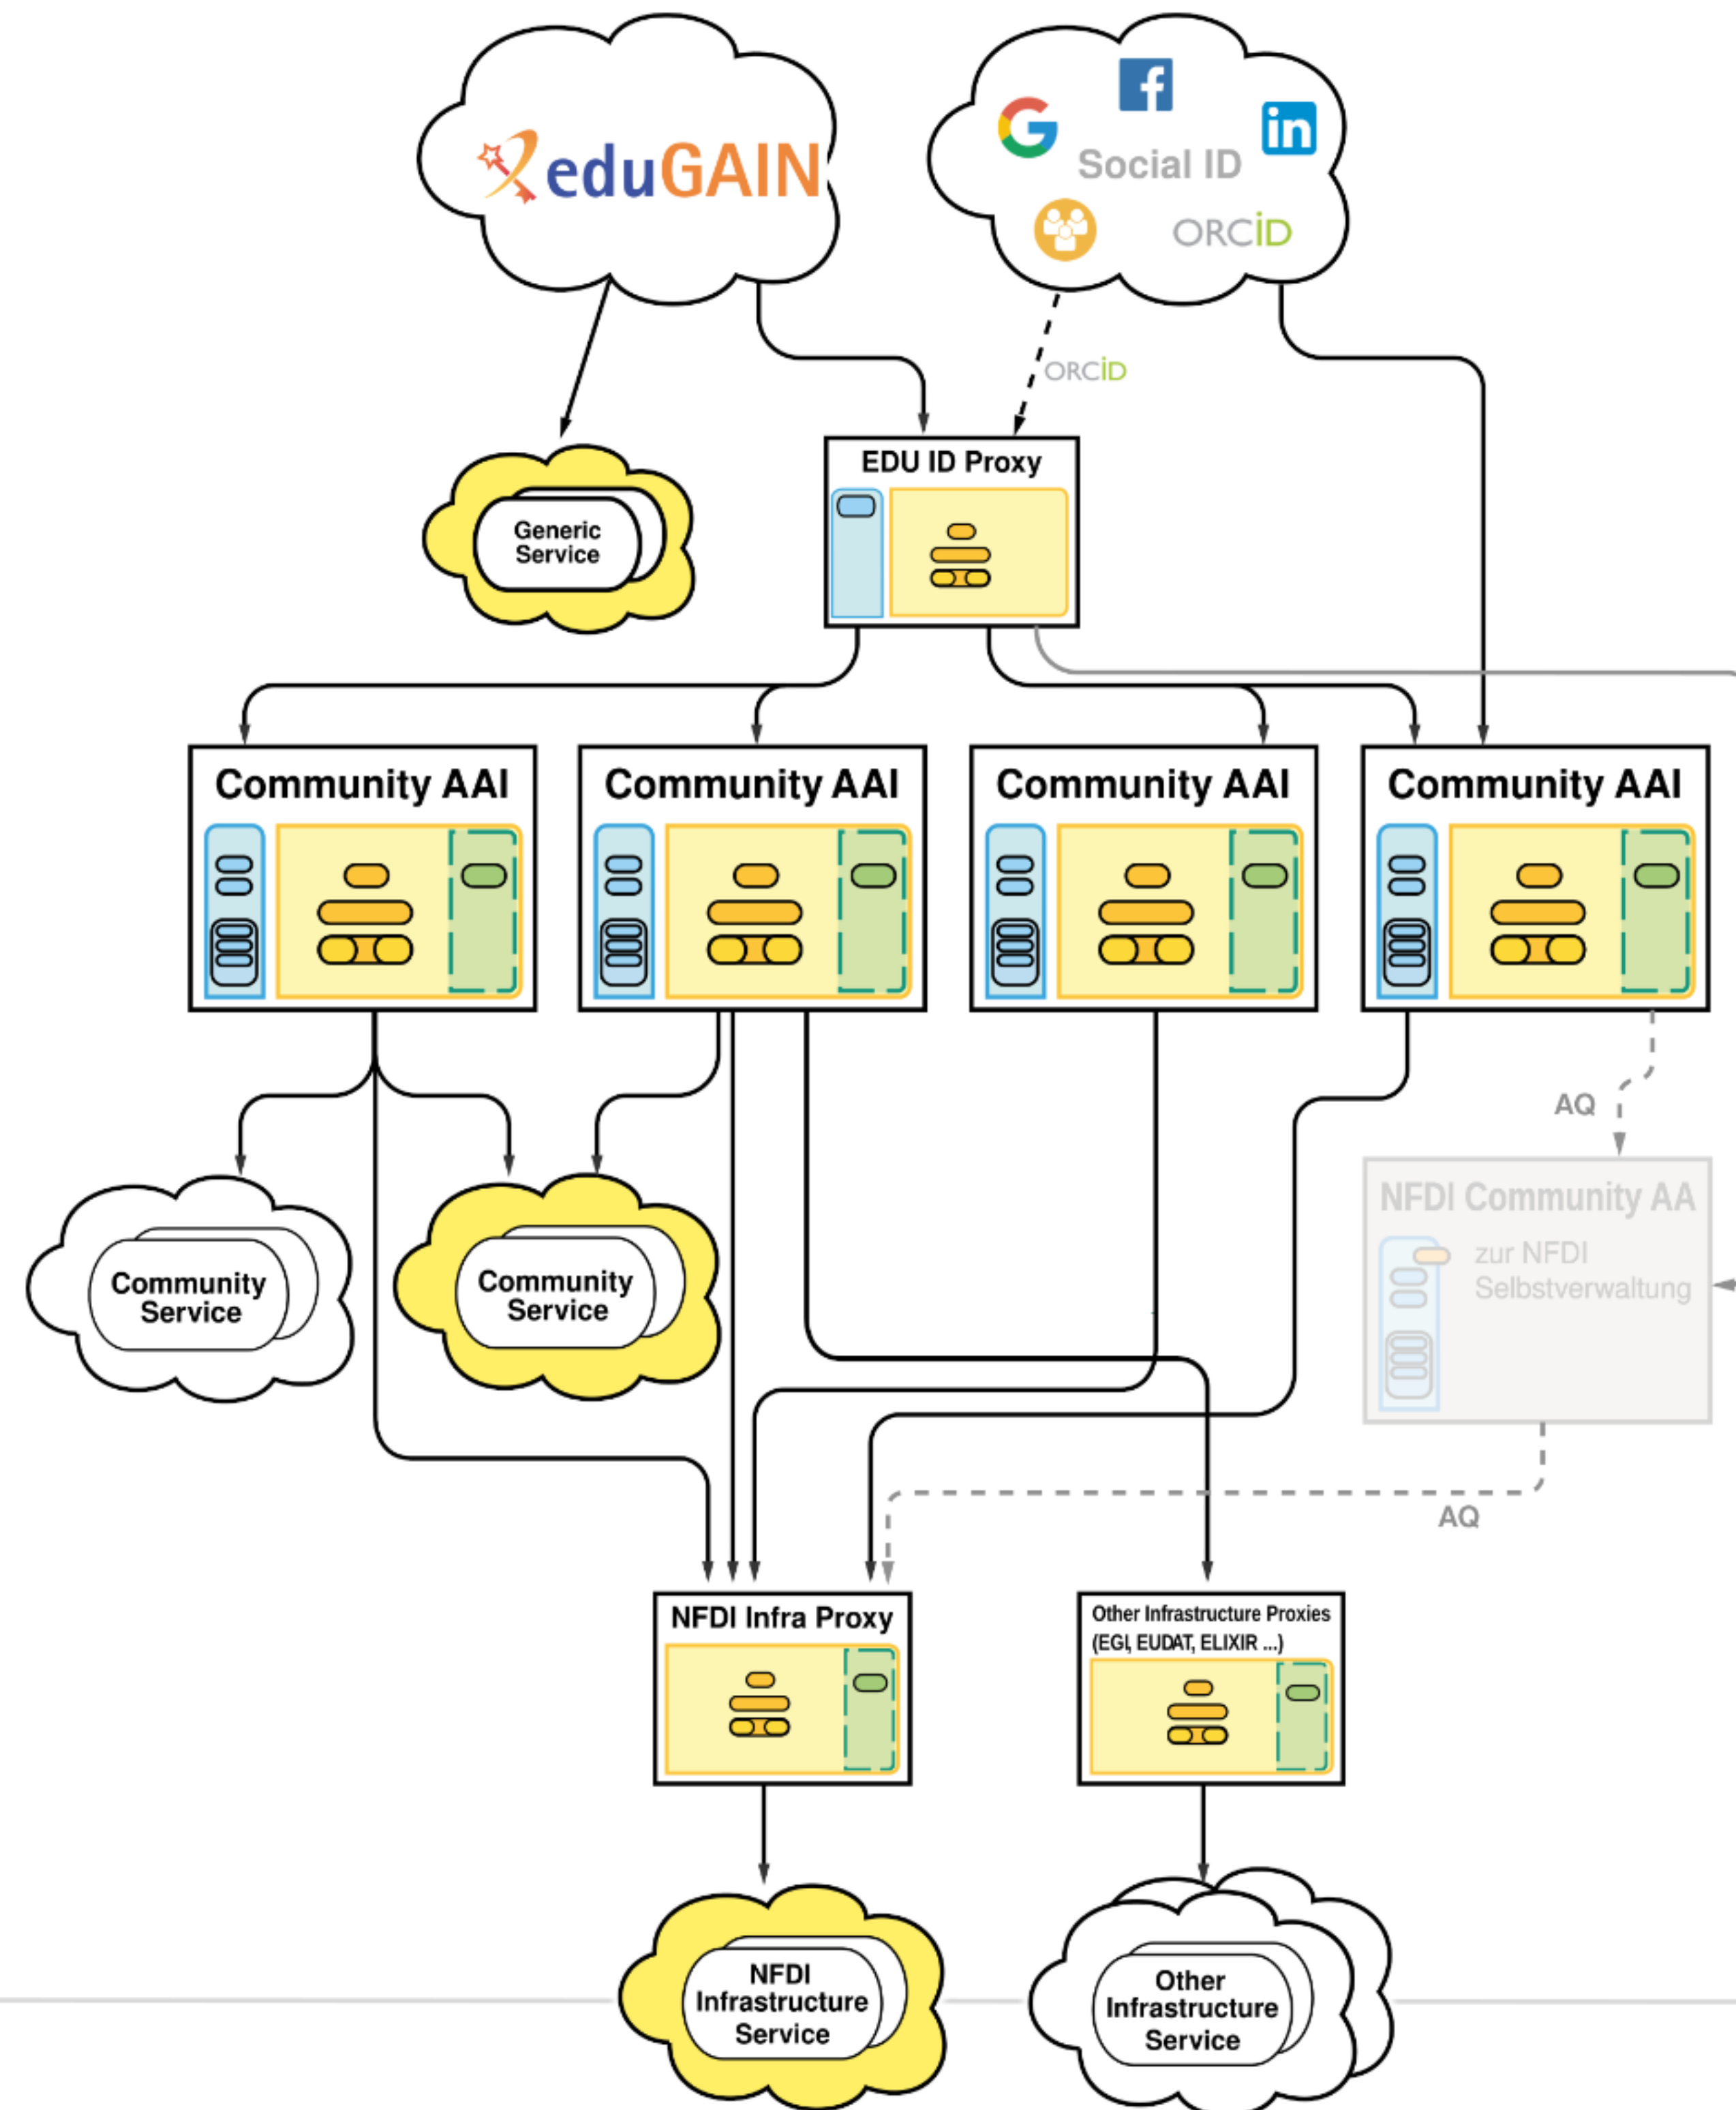 eduGAIN
Social ID
ORCiD
ORCiD
EDU ID Proxy
Generic
Service
Community AAI
Community AAI
Community AAI
Community AAI
AQ
NFDI Community AA
zur NFDI
Selbstverwaltung
Community
Service
Community
Service
AQ
NFDI Infra Proxy
Other Infrastructure Proxies
(EGI, EUDAT, ELIXIR ...)
NFDI
Infrastructure
Service
Other
Infrastructure
Service